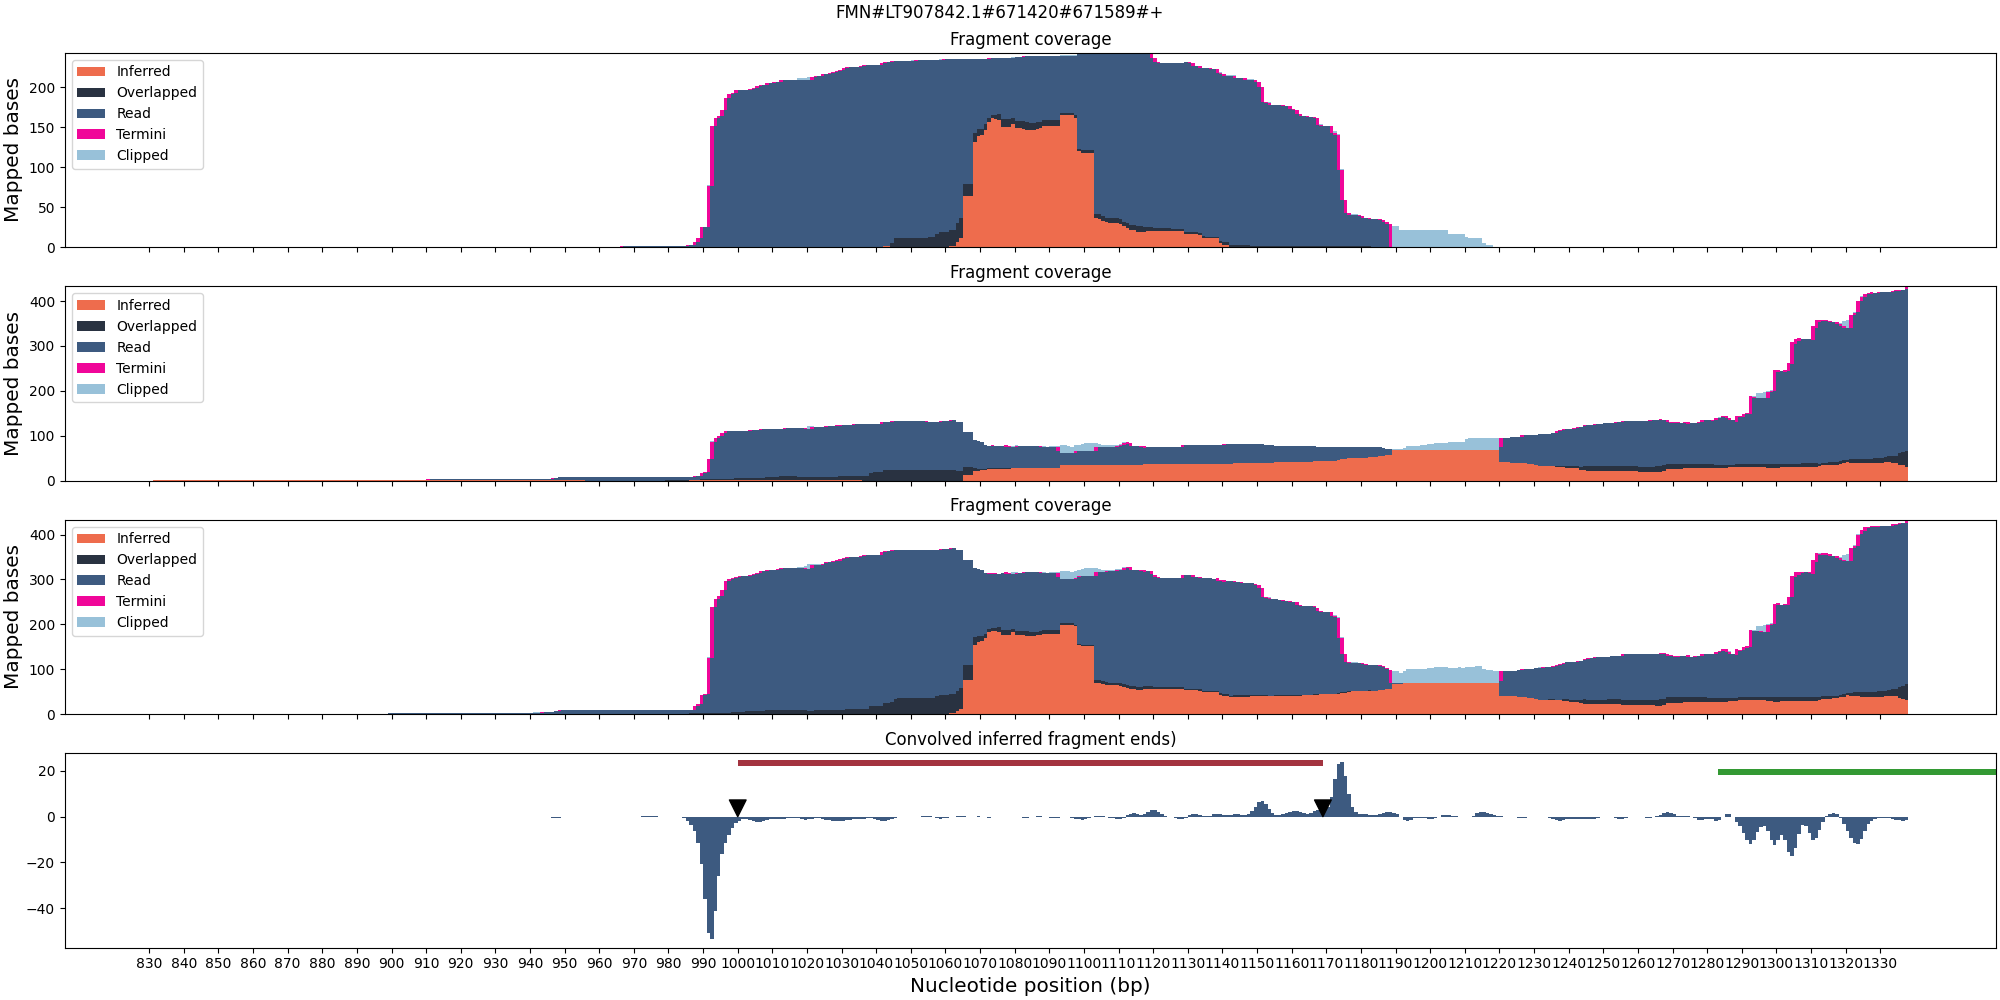 FMN#LT907842.1#671420#671589#+
Fragment coverage
Mapped bases
200
150
100
50
0
Inferred
Overlapped
Read
Termini
Clipped
Fragment coverage
Mapped bases
400
300
200
100
0
Inferred
Overlapped
Read
Termini
Clipped
Fragment coverage
Mapped bases
400
300
200
100
0
Inferred
Overlapped
Read
Termini
Clipped
Convolved inferred fragment ends)
20
0
−20
−40
830 840 850 860 870 880 890 900 910 920 930 940 950 960 970 980 990 1000 1010 1020 1030 1040 1050 1060 1070 1080 1090 1100 1110 1120 1130 1140 1150 1160 1170 1180 1190 1200 1210 1220 1230 1240 1250 1260 1270 1280 1290 1300 1310 1320 1330
Nucleotide position (bp)